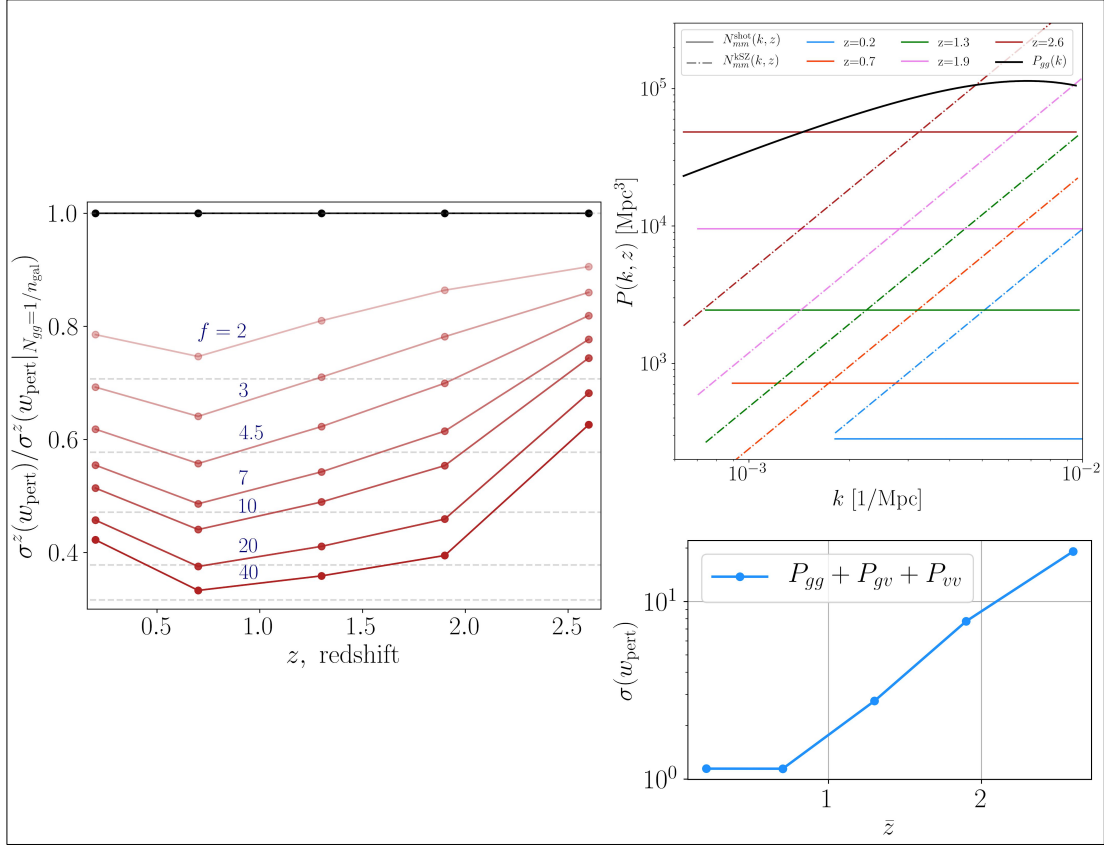 σ^z(w_pert)/σ^z(w_pert|_{N_gg=1/n_gal})
1.0
0.8
0.6
0.4
f = 2
3
4.5
7
10
20
40
0.5 1.0 1.5 2.0 2.5
z, redshift
N_mm^shot(k, z) z=0.2 z=1.3 z=2.6
N_mm^kSZ(k, z) z=0.7 z=1.9 P_gg(k)
P(k, z) [Mpc^3]
10^5
10^4
10^3
10^−3 10^−2
k [1/Mpc]
P_gg + P_gv + P_vv
σ(w_pert)
10^1
10^0
1 2
z̄